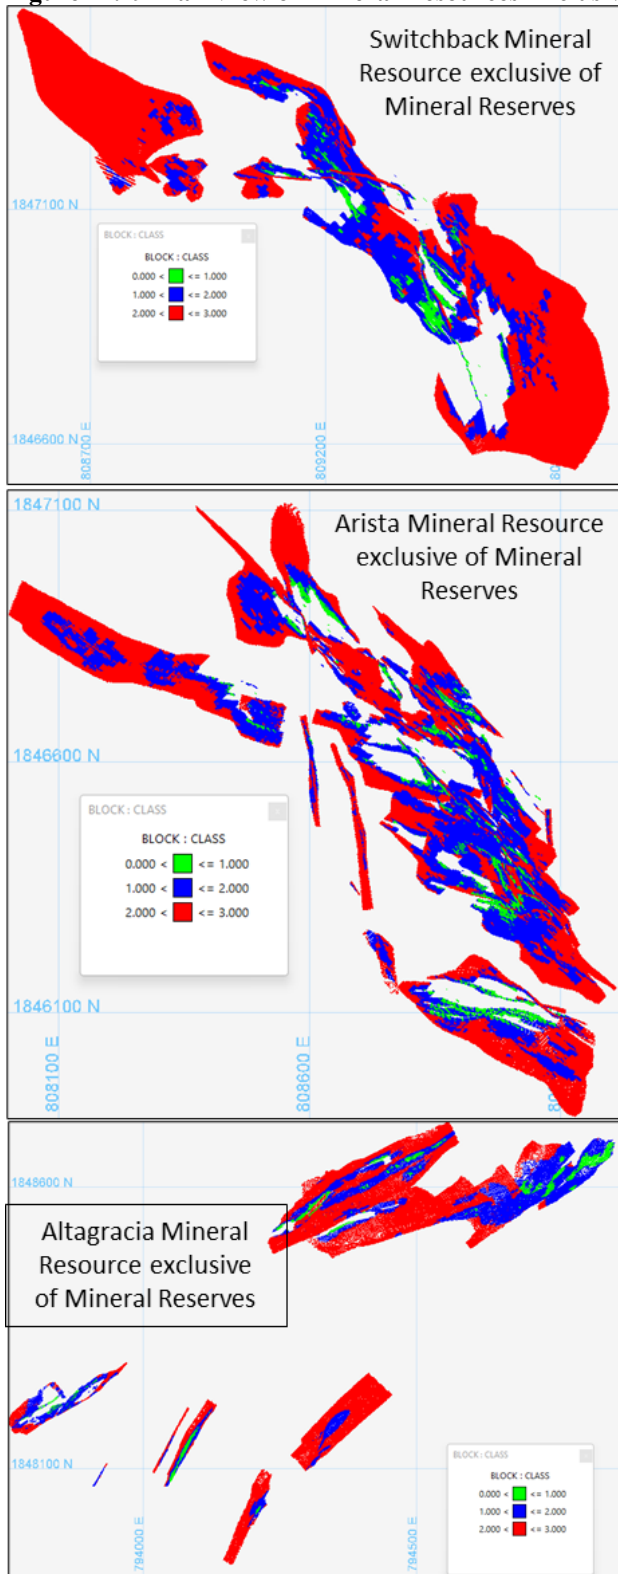 Switchback Mineral
Resource exclusive of
Mineral Reserves
1847100 N
BLOCK : CLASS
BLOCK : CLASS
0.000 < <= 1.000
1.000 < <= 2.000
2.000 < <= 3.000
1846600 N
808700 E
809200 E
1847100 N
Arista Mineral Resource
exclusive of Mineral
Reserves
1846600 N
BLOCK : CLASS
BLOCK : CLASS
0.000 < <= 1.000
1.000 < <= 2.000
2.000 < <= 3.000
1846100 N
808100 E
808600 E
1848600 N
Altagracia Mineral
Resource exclusive
of Mineral Reserves
1848100 N
BLOCK : CLASS
BLOCK : CLASS
0.000 < <= 1.000
1.000 < <= 2.000
2.000 < <= 3.000
794000 E
794500 E